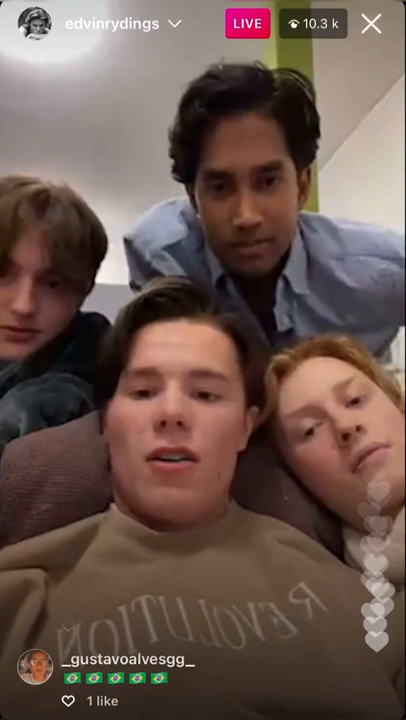 edvinrydings
LIVE
10.3 k
REVOLUTION
_gustavoalvesgg_
🇧🇷 🇧🇷 🇧🇷 🇧🇷 🇧🇷
1 like